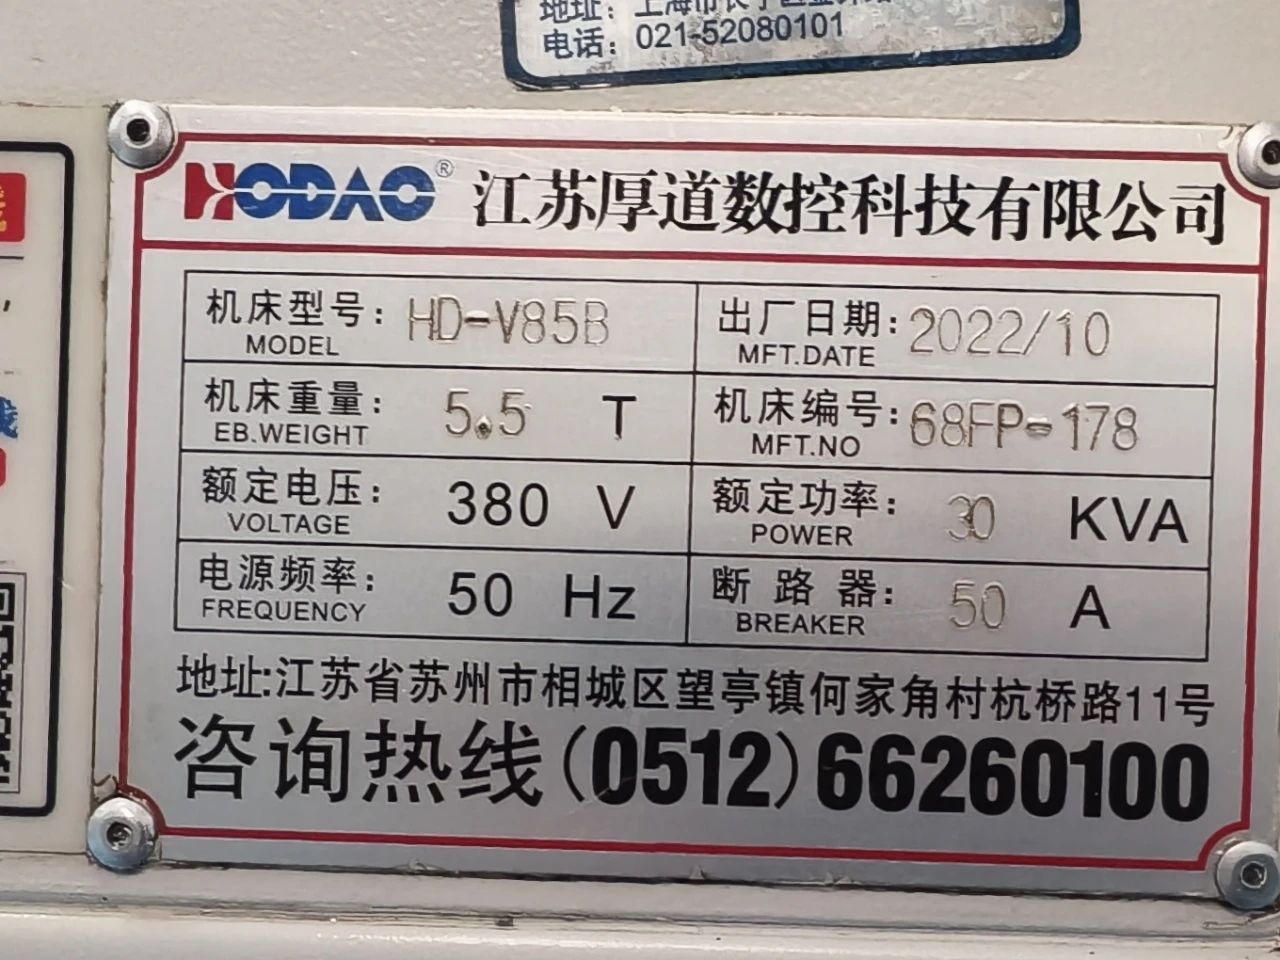 地址：上海市长宁区
电话：021-52080101
HODAO® 江苏厚道数控科技有限公司
机床型号：HD-V85B 出厂日期：2022/10
MODEL MFT.DATE
机床重量：5.5 T 机床编号：68FP-178
EB.WEIGHT MFT.NO
额定电压：380 V 额定功率：30 KVA
VOLTAGE POWER
电源频率：50 Hz 断路器：50 A
FREQUENCY BREAKER
地址:江苏省苏州市相城区望亭镇何家角村杭桥路11号
咨询热线(0512)66260100